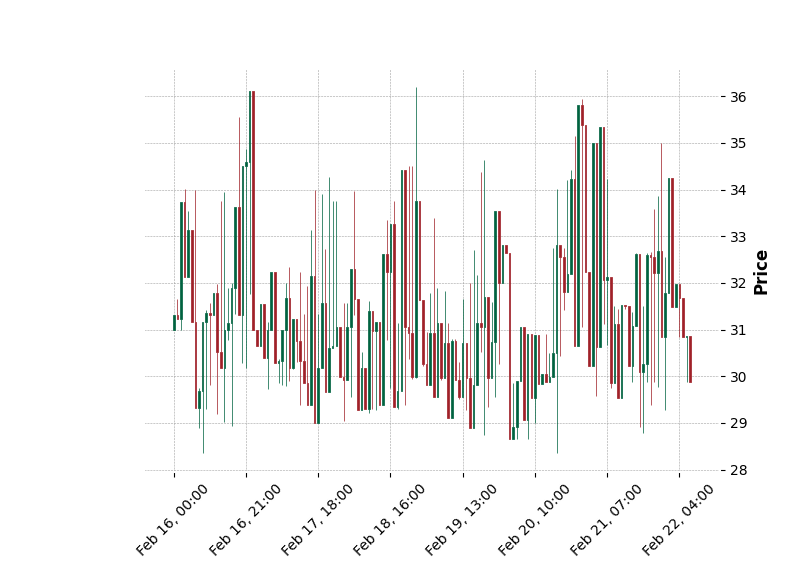 36
35
34
33
32
31
30
29
28
Price
Feb 16, 00:00
Feb 16, 21:00
Feb 17, 18:00
Feb 18, 16:00
Feb 19, 13:00
Feb 20, 10:00
Feb 21, 07:00
Feb 22, 04:00